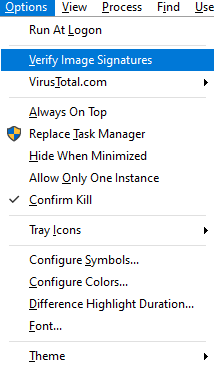 Options View Process Find Use
Run At Logon
Verify Image Signatures
VirusTotal.com
Always On Top
Replace Task Manager
Hide When Minimized
Allow Only One Instance
Confirm Kill
Tray Icons
Configure Symbols...
Configure Colors...
Difference Highlight Duration...
Font...
Theme